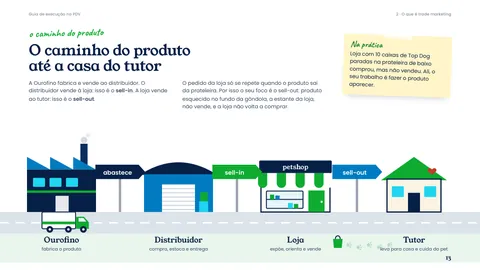 Guia de execução no PDV
2 · O que é trade marketing
o caminho do produto
O caminho do produto
até a casa do tutor
A Ourofino fabrica e vende ao distribuidor. O
distribuidor vende à loja: isso é o sell-in. A loja vende
ao tutor: isso é o sell-out.
O pedido da loja só se repete quando o produto sai
da prateleira. Por isso o seu foco é o sell-out: produto
esquecido no fundo da gôndola, a estante da loja,
não vende, e a loja não volta a comprar.
Na prática
Loja com 10 caixas de Top Dog
paradas na prateleira de baixo
comprou, mas não vendeu. Ali, o
seu trabalho é fazer o produto
aparecer.
abastece
sell-in
petshop
sell-out
Ourofino
fabrica o produto
Distribuidor
compra, estoca e entrega
Loja
expõe, orienta e vende
Tutor
leva para casa e cuida do pet
13